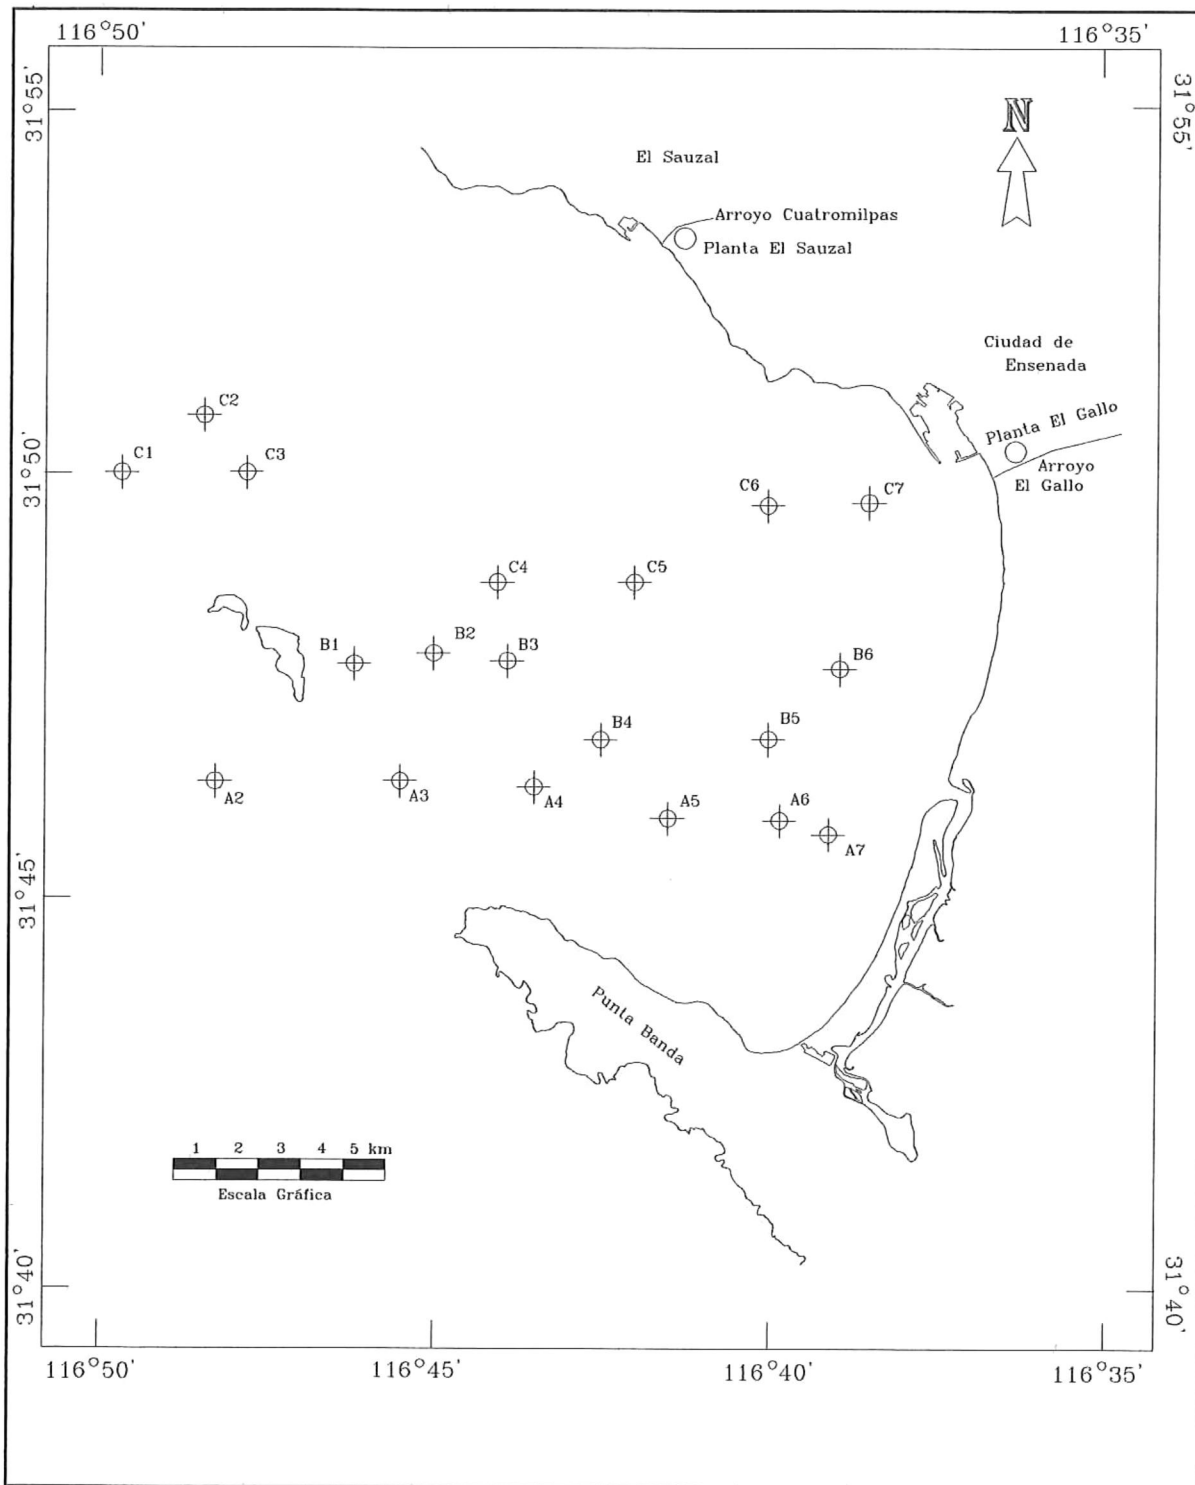 116°50'
116°35'
31°55'
31°55'
N
El Sauzal
Arroyo Cuatromilpas
Planta El Sauzal
Ciudad de
Ensenada
Planta El Gallo
Arroyo
El Gallo
C2
C1
C3
31°50'
C6
C7
C4
C5
B1
B2
B3
B6
B4
B5
A2
A3
A4
A5
A6
A7
31°45'
Punta Banda
1 2 3 4 5 km
Escala Gráfica
31°40'
31°40'
116°50'
116°45'
116°40'
116°35'